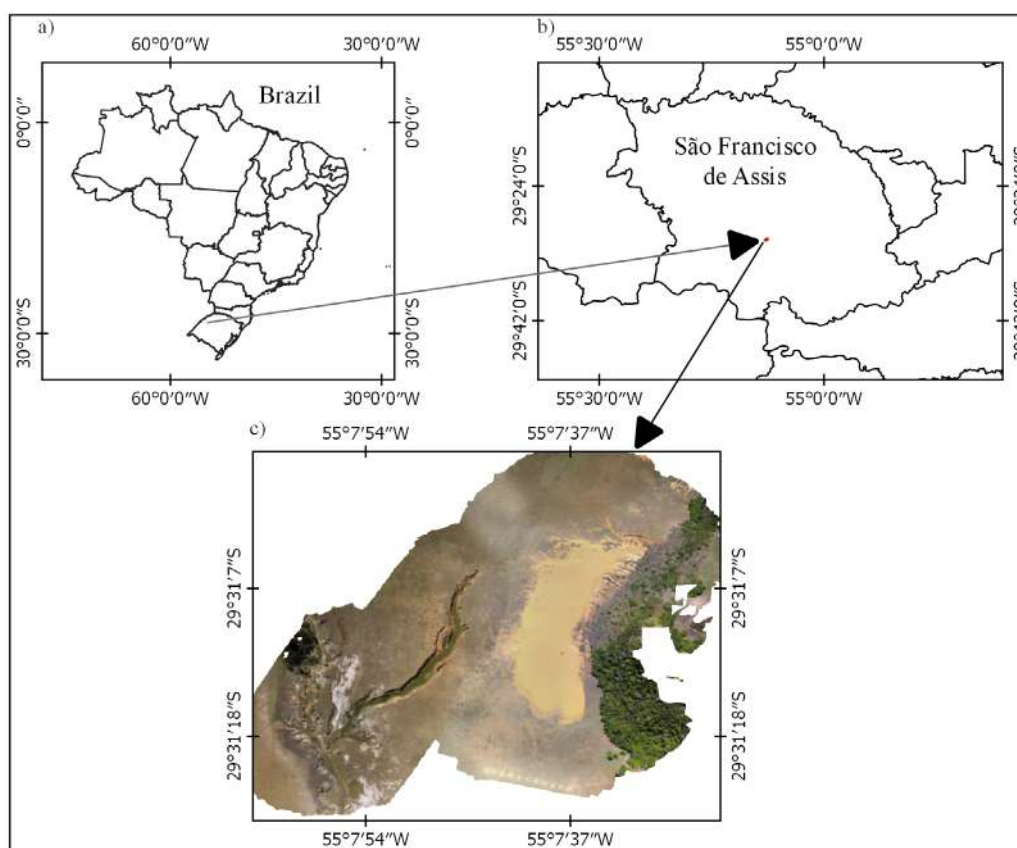 a)
60°0'0"W
30°0'0"W
Brazil
0°0'0"
0°0'0"
30°0'0"S
30°0'0"S
60°0'0"W
30°0'0"W
b)
55°30'0"W
55°0'0"W
São Francisco
de Assis
29°24'0"S
29°42'0"S
55°30'0"W
55°0'0"W
c)
55°7'54"W
55°7'37"W
29°31'7"S
29°31'7"S
29°31'18"S
29°31'18"S
55°7'54"W
55°7'37"W